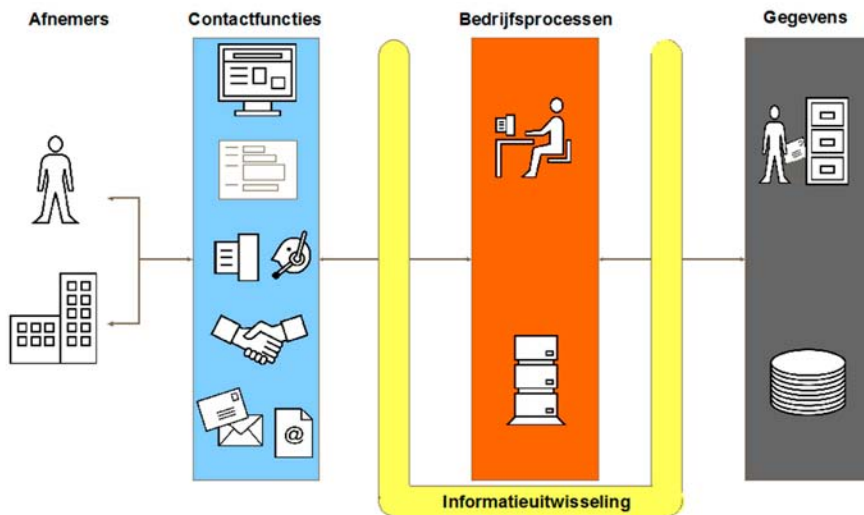 Afnemers
Contactfuncties
Bedrijfsprocessen
Gegevens
@
Informatieuitwisseling